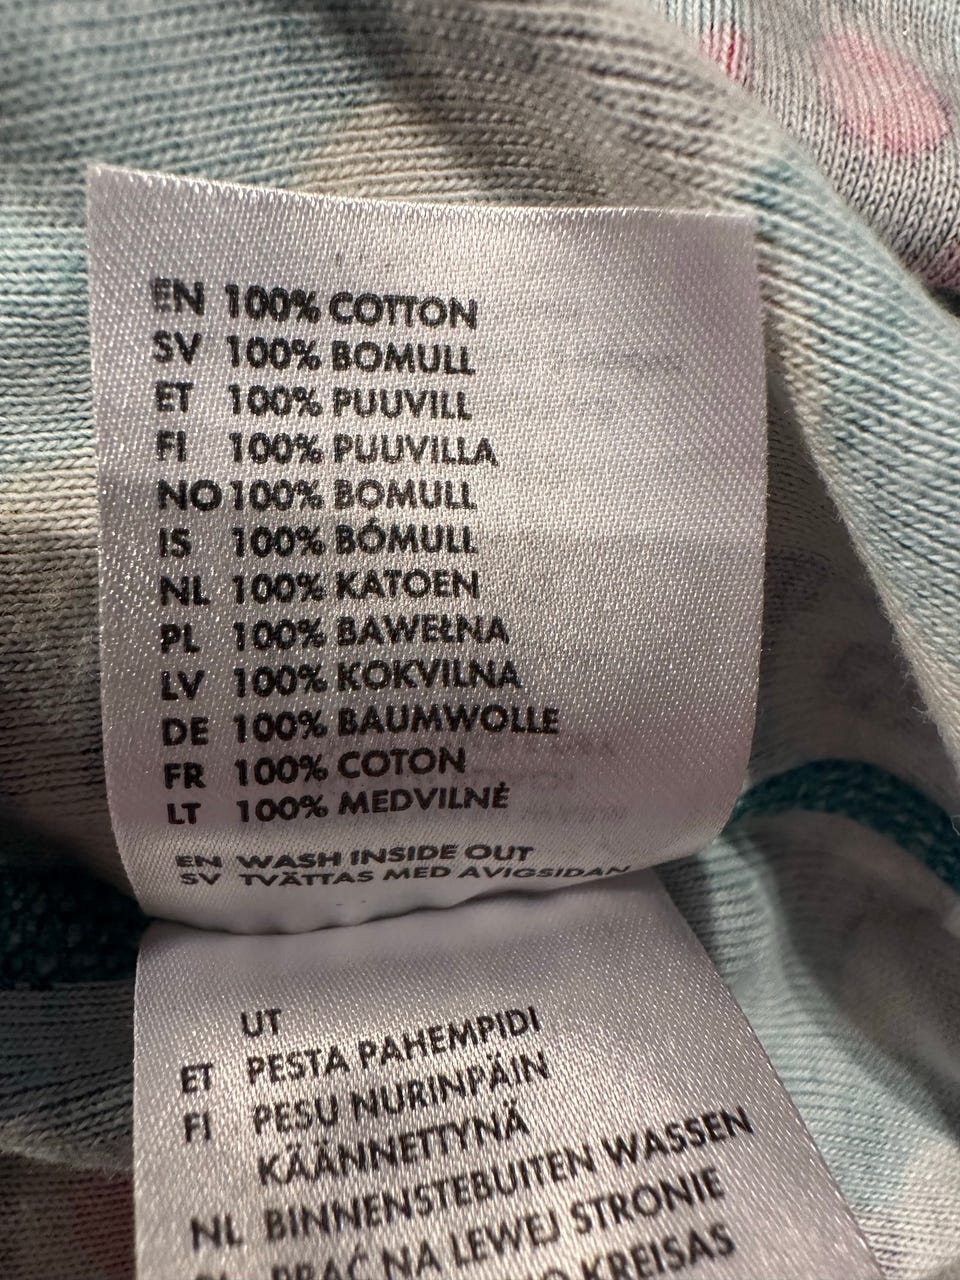 EN 100% COTTON
SV 100% BOMULL
ET 100% PUUVILL
FI 100% PUUVILLA
NO 100% BOMULL
IS 100% BÓMULL
NL 100% KATOEN
PL 100% BAWEŁNA
LV 100% KOKVILNA
DE 100% BAUMWOLLE
FR 100% COTON
LT 100% MEDVILNĖ
EN WASH INSIDE OUT
SV TVÄTTAS MED AVIGSIDAN
UT
ET PESTA PAHEMPIDI
FI PESU NURINPÄIN
KÄÄNNETTYNÄ
NL BINNENSTEBUITEN WASSEN
PRAĆ NA LEWEJ STRONIE
KREISAS